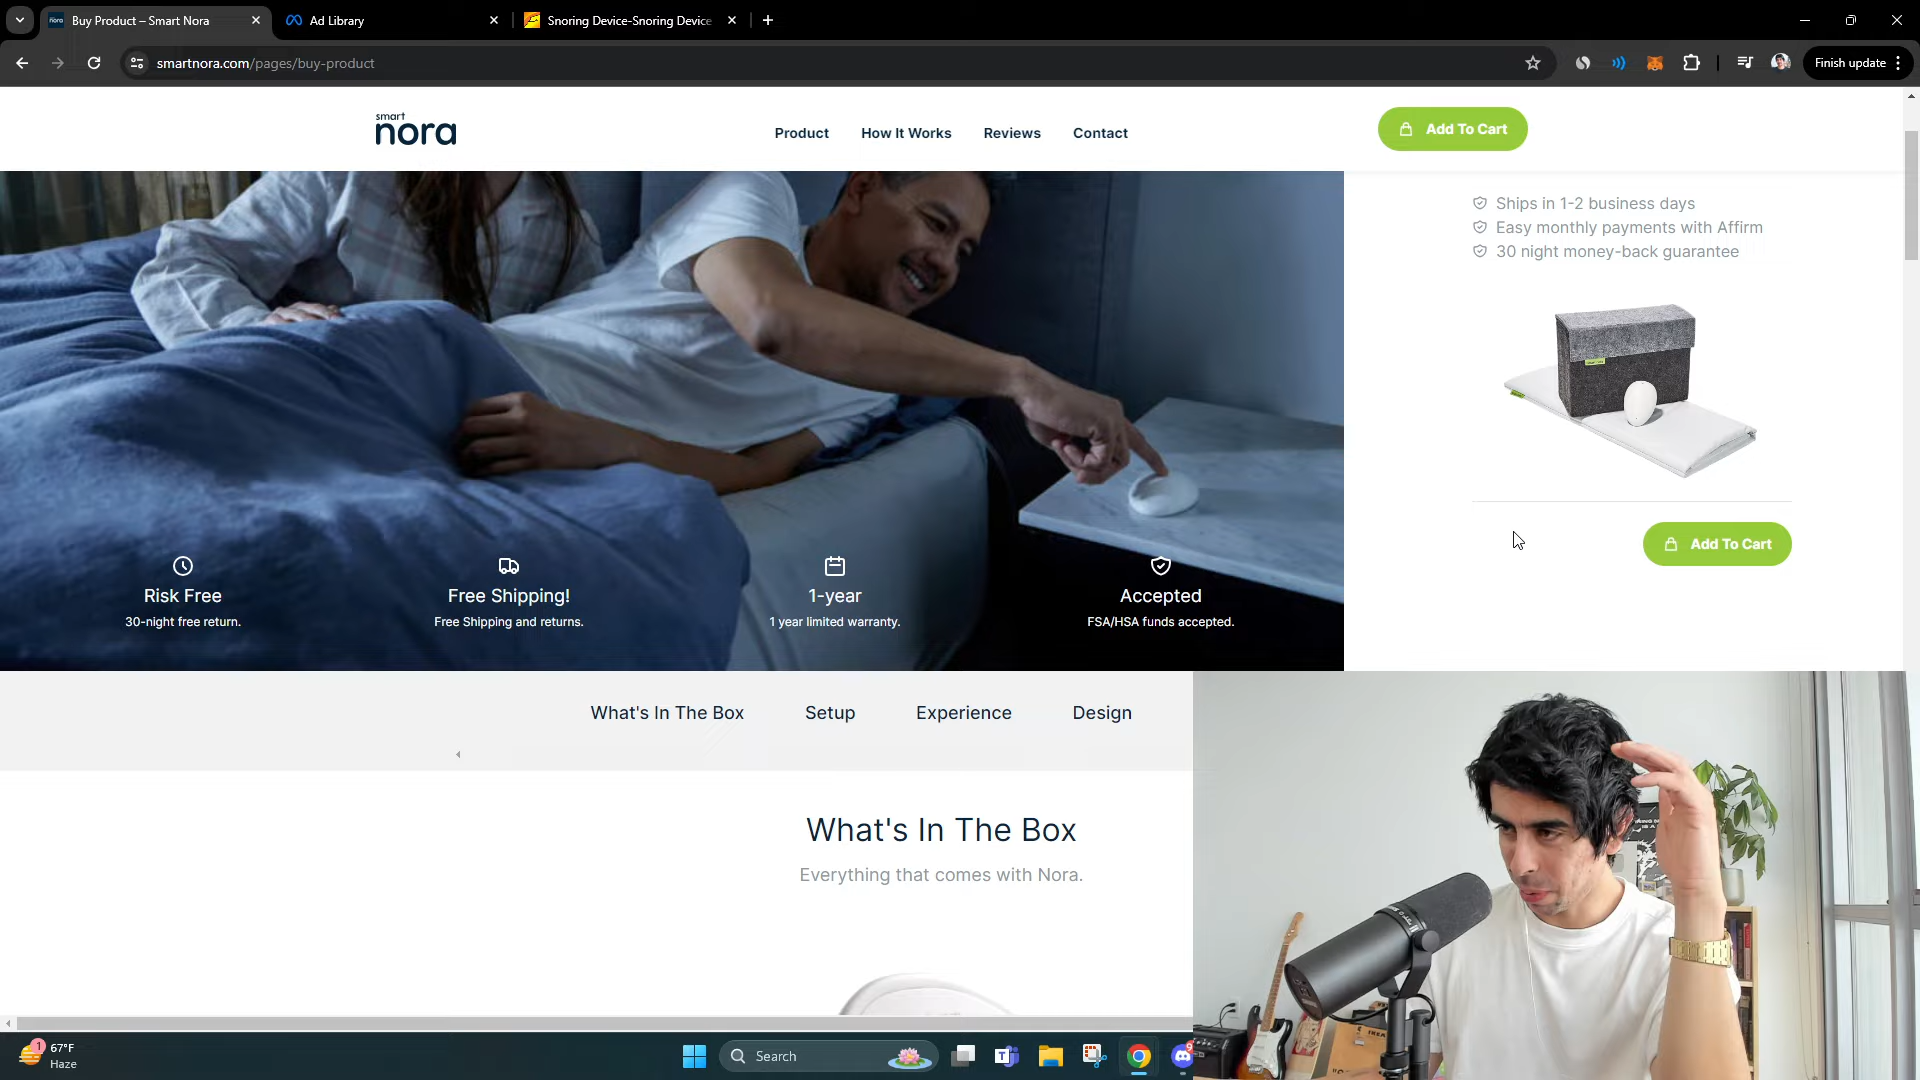 Buy Product – Smart Nora
Ad Library
Snoring Device-Snoring Device
smartnora.com/pages/buy-product
Finish update
smart
nora
Product
How It Works
Reviews
Contact
Add To Cart
Ships in 1-2 business days
Easy monthly payments with Affirm
30 night money-back guarantee
Add To Cart
Risk Free
30-night free return.
Free Shipping!
Free Shipping and returns.
1-year
1 year limited warranty.
Accepted
FSA/HSA funds accepted.
What's In The Box
Setup
Experience
Design
What's In The Box
Everything that comes with Nora.
1
67°F
Haze
Search